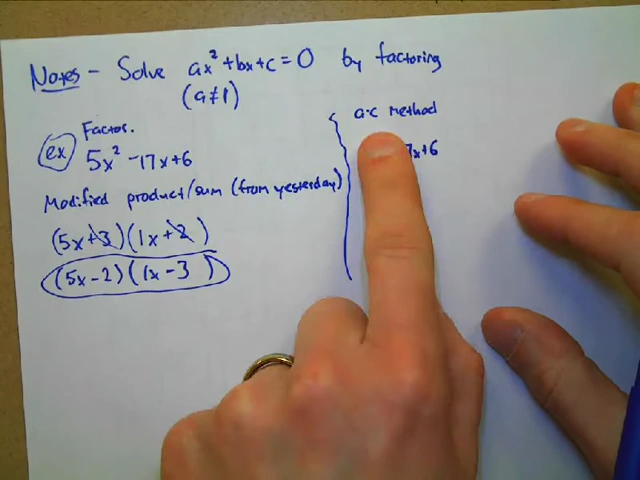 Notes - Solve ax² + bx + c = 0 by factoring
(a ≠ 1)
ex Factor.
5x² - 17x + 6
Modified product/sum (from yesterday)
(5x + 3)(1x + 2)
(5x - 2)(1x - 3)
a·c method
7x + 6